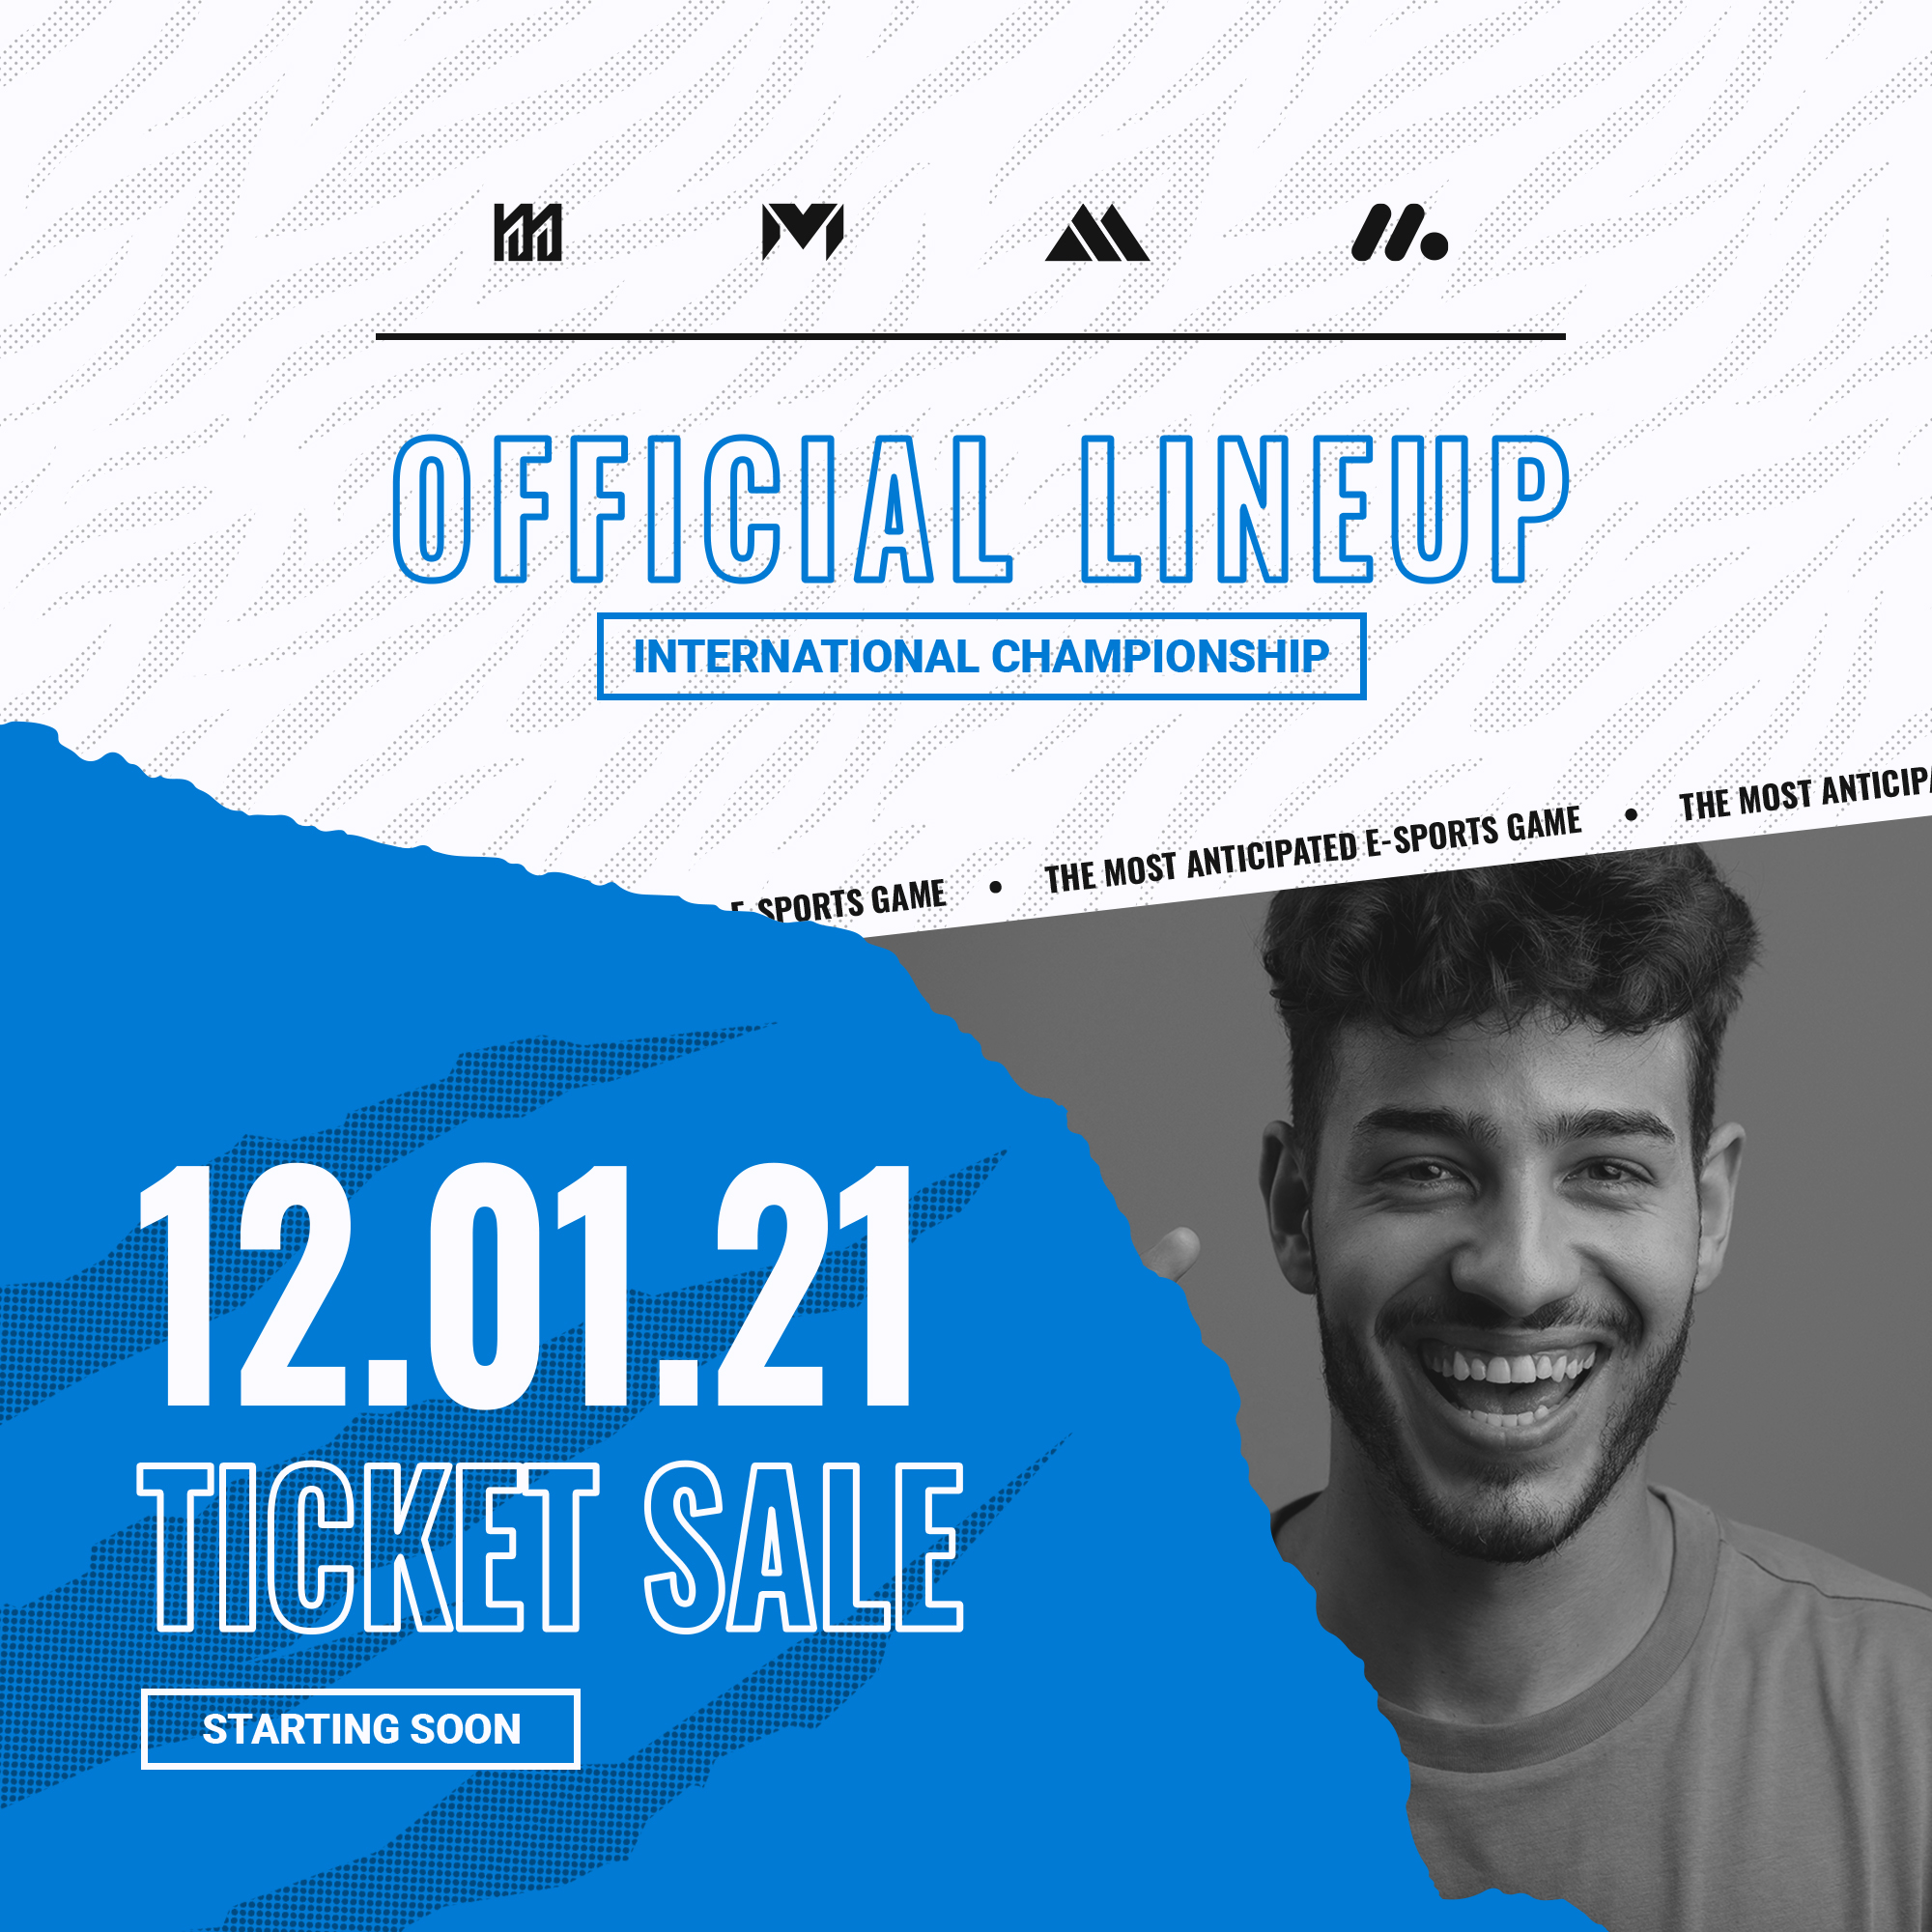 OFFICIAL LINEUP
INTERNATIONAL CHAMPIONSHIP
E-SPORTS GAME • THE MOST ANTICIPATED E-SPORTS GAME • THE MOST ANTICIPA
12.01.21
TICKET SALE
STARTING SOON